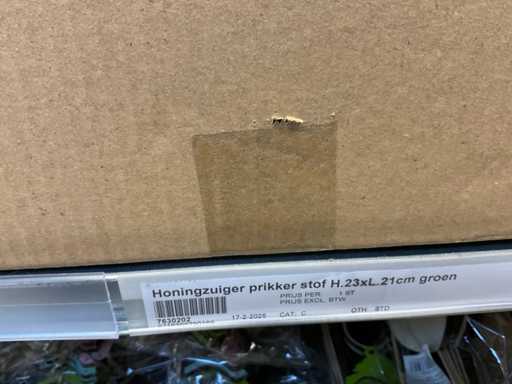 Honingzuiger prikker stof H.23xL.21cm groen
PRIJS PER. 1 ST
PRIJS EXCL. BTW
7630202
17-2-2025 CAT. C OTH STD